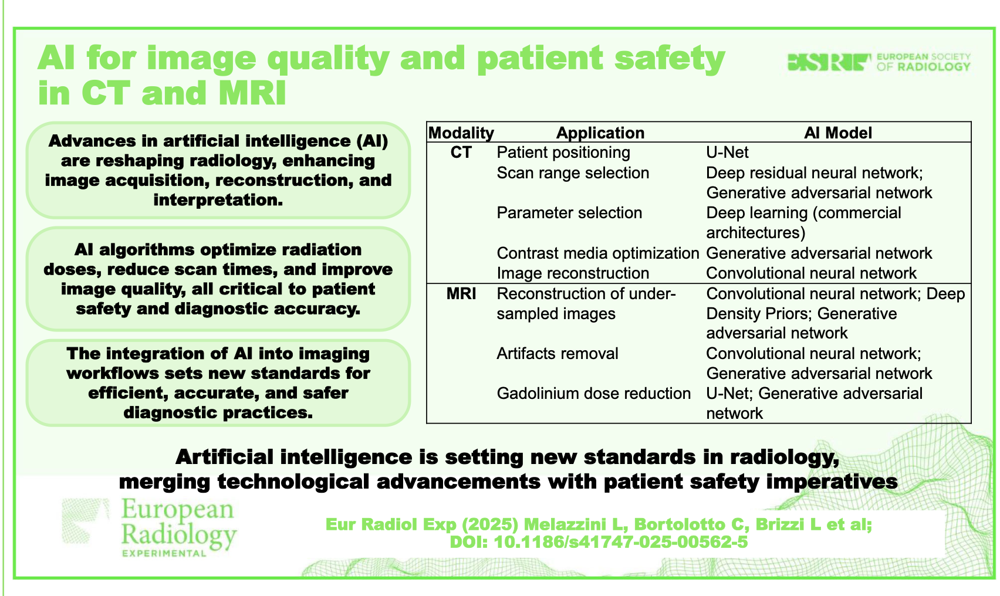 AI for image quality and patient safety
in CT and MRI
ESR EUROPEAN SOCIETY
OF RADIOLOGY
Advances in artificial intelligence (AI)
are reshaping radiology, enhancing
image acquisition, reconstruction, and
interpretation.
AI algorithms optimize radiation
doses, reduce scan times, and improve
image quality, all critical to patient
safety and diagnostic accuracy.
The integration of AI into imaging
workflows sets new standards for
efficient, accurate, and safer
diagnostic practices.
Modality Application AI Model
CT Patient positioning U-Net
Scan range selection Deep residual neural network;
Generative adversarial network
Parameter selection Deep learning (commercial
architectures)
Contrast media optimization Generative adversarial network
Image reconstruction Convolutional neural network
MRI Reconstruction of under- Convolutional neural network; Deep
sampled images Density Priors; Generative
adversarial network
Artifacts removal Convolutional neural network;
Generative adversarial network
Gadolinium dose reduction U-Net; Generative adversarial
network
Artificial intelligence is setting new standards in radiology,
merging technological advancements with patient safety imperatives
European
Radiology
EXPERIMENTAL
Eur Radiol Exp (2025) Melazzini L, Bortolotto C, Brizzi L et al;
DOI: 10.1186/s41747-025-00562-5